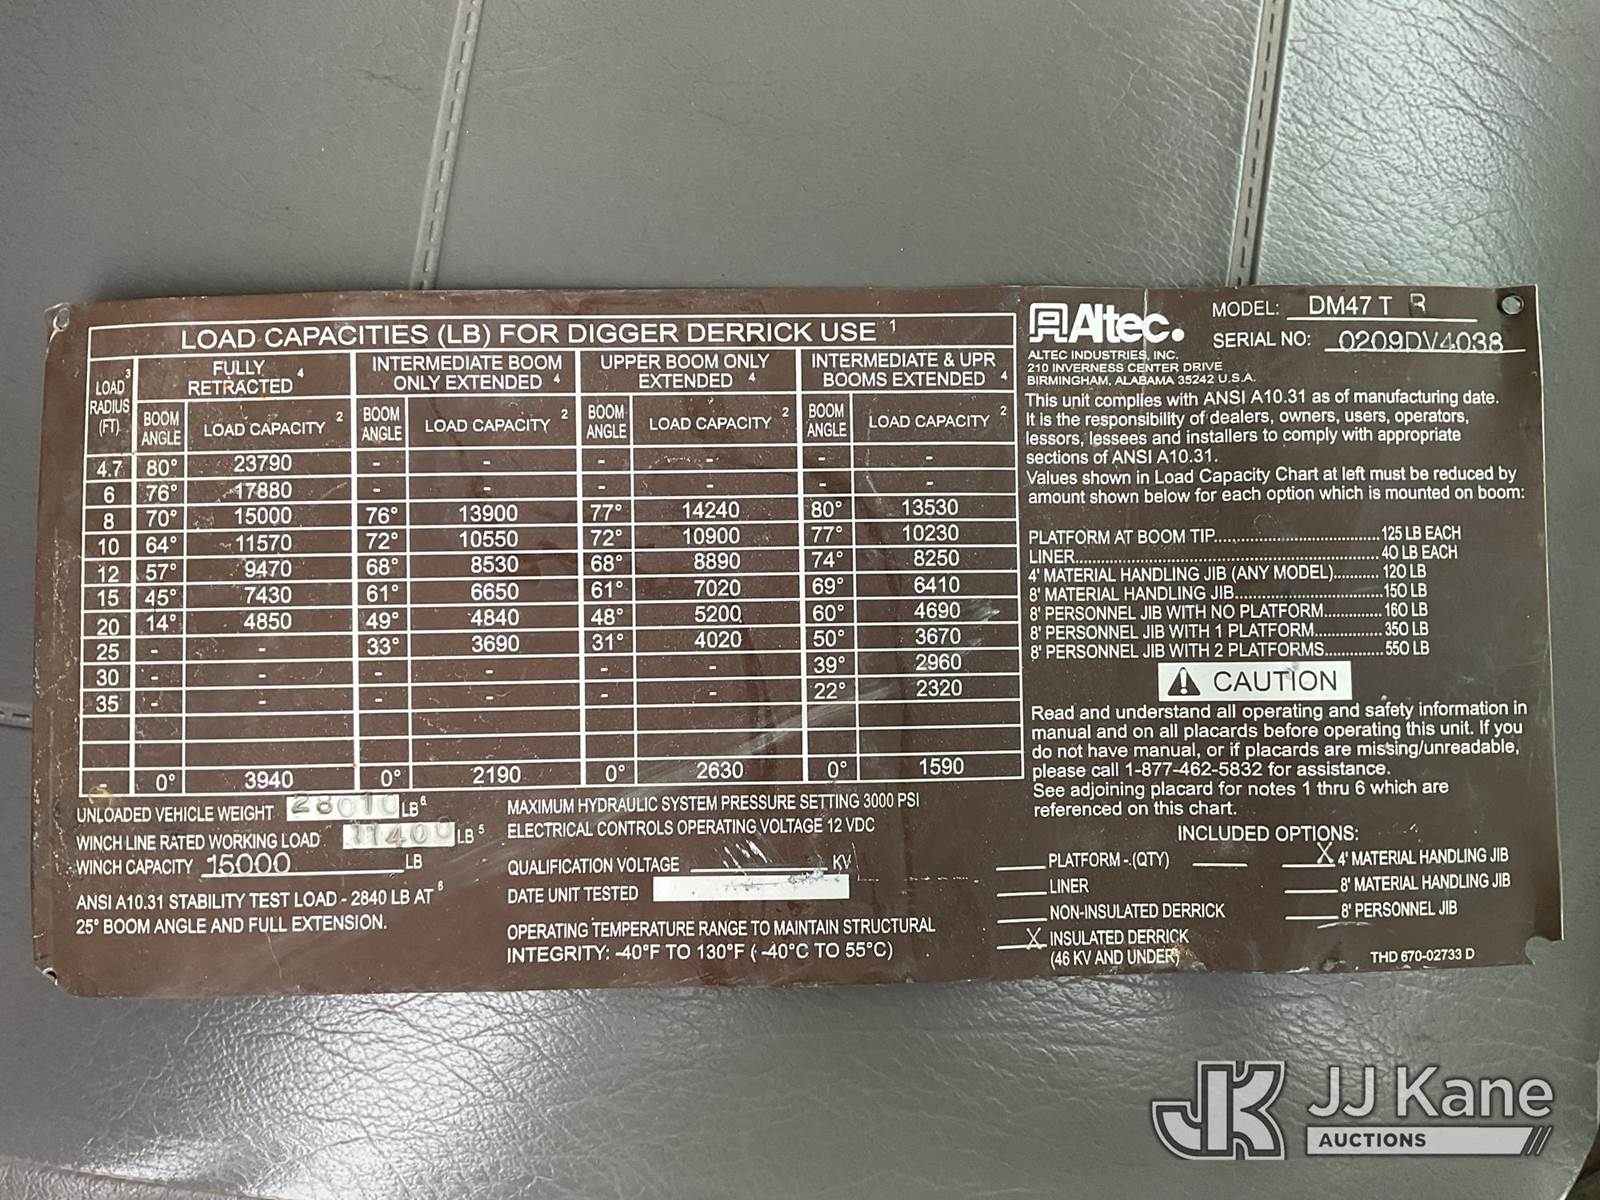 LOAD CAPACITIES (LB) FOR DIGGER DERRICK USE 1
LOAD 3 RADIUS (FT)
FULLY RETRACTED 4
INTERMEDIATE BOOM ONLY EXTENDED 4
UPPER BOOM ONLY EXTENDED 4
INTERMEDIATE & UPR BOOMS EXTENDED 4
BOOM ANGLE LOAD CAPACITY 2 BOOM ANGLE LOAD CAPACITY 2 BOOM ANGLE LOAD CAPACITY 2 BOOM ANGLE LOAD CAPACITY 2
4.7 80° 23790 - - - - - -
6 76° 17880 - - - - - -
8 70° 15000 76° 13900 77° 14240 80° 13530
10 64° 11570 72° 10550 72° 10900 77° 10230
12 57° 9470 68° 8530 68° 8890 74° 8250
15 45° 7430 61° 6650 61° 7020 69° 6410
20 14° 4850 49° 4840 48° 5200 60° 4690
25 - - 33° 3690 31° 4020 50° 3670
30 - - - - - - 39° 2960
35 - - - - - - 22° 2320
- 0° 3940 0° 2190 0° 2630 0° 1590
UNLOADED VEHICLE WEIGHT 28010 LB 6
WINCH LINE RATED WORKING LOAD 11400 LB 5
WINCH CAPACITY 15000 LB
ANSI A10.31 STABILITY TEST LOAD - 2840 LB AT 6
25° BOOM ANGLE AND FULL EXTENSION.
MAXIMUM HYDRAULIC SYSTEM PRESSURE SETTING 3000 PSI
ELECTRICAL CONTROLS OPERATING VOLTAGE 12 VDC
QUALIFICATION VOLTAGE KV
DATE UNIT TESTED
OPERATING TEMPERATURE RANGE TO MAINTAIN STRUCTURAL
INTEGRITY: -40°F TO 130°F ( -40°C TO 55°C)
Altec.
MODEL: DM47 T R
SERIAL NO: 0209DV4038
ALTEC INDUSTRIES, INC.
210 INVERNESS CENTER DRIVE
BIRMINGHAM, ALABAMA 35242 U.S.A.
This unit complies with ANSI A10.31 as of manufacturing date.
It is the responsibility of dealers, owners, users, operators,
lessors, lessees and installers to comply with appropriate
sections of ANSI A10.31.
Values shown in Load Capacity Chart at left must be reduced by
amount shown below for each option which is mounted on boom:
PLATFORM AT BOOM TIP 125 LB EACH
LINER 40 LB EACH
4' MATERIAL HANDLING JIB (ANY MODEL) 120 LB
8' MATERIAL HANDLING JIB 150 LB
8' PERSONNEL JIB WITH NO PLATFORM 160 LB
8' PERSONNEL JIB WITH 1 PLATFORM 350 LB
8' PERSONNEL JIB WITH 2 PLATFORMS 550 LB
CAUTION
Read and understand all operating and safety information in
manual and on all placards before operating this unit. If you
do not have manual, or if placards are missing/unreadable,
please call 1-877-462-5832 for assistance.
See adjoining placard for notes 1 thru 6 which are
referenced on this chart.
INCLUDED OPTIONS:
PLATFORM-.(QTY)
LINER
NON-INSULATED DERRICK
X INSULATED DERRICK
(46 KV AND UNDER)
X 4' MATERIAL HANDLING JIB
8' MATERIAL HANDLING JIB
8' PERSONNEL JIB
THD 670-02733 D
JK JJ Kane
AUCTIONS